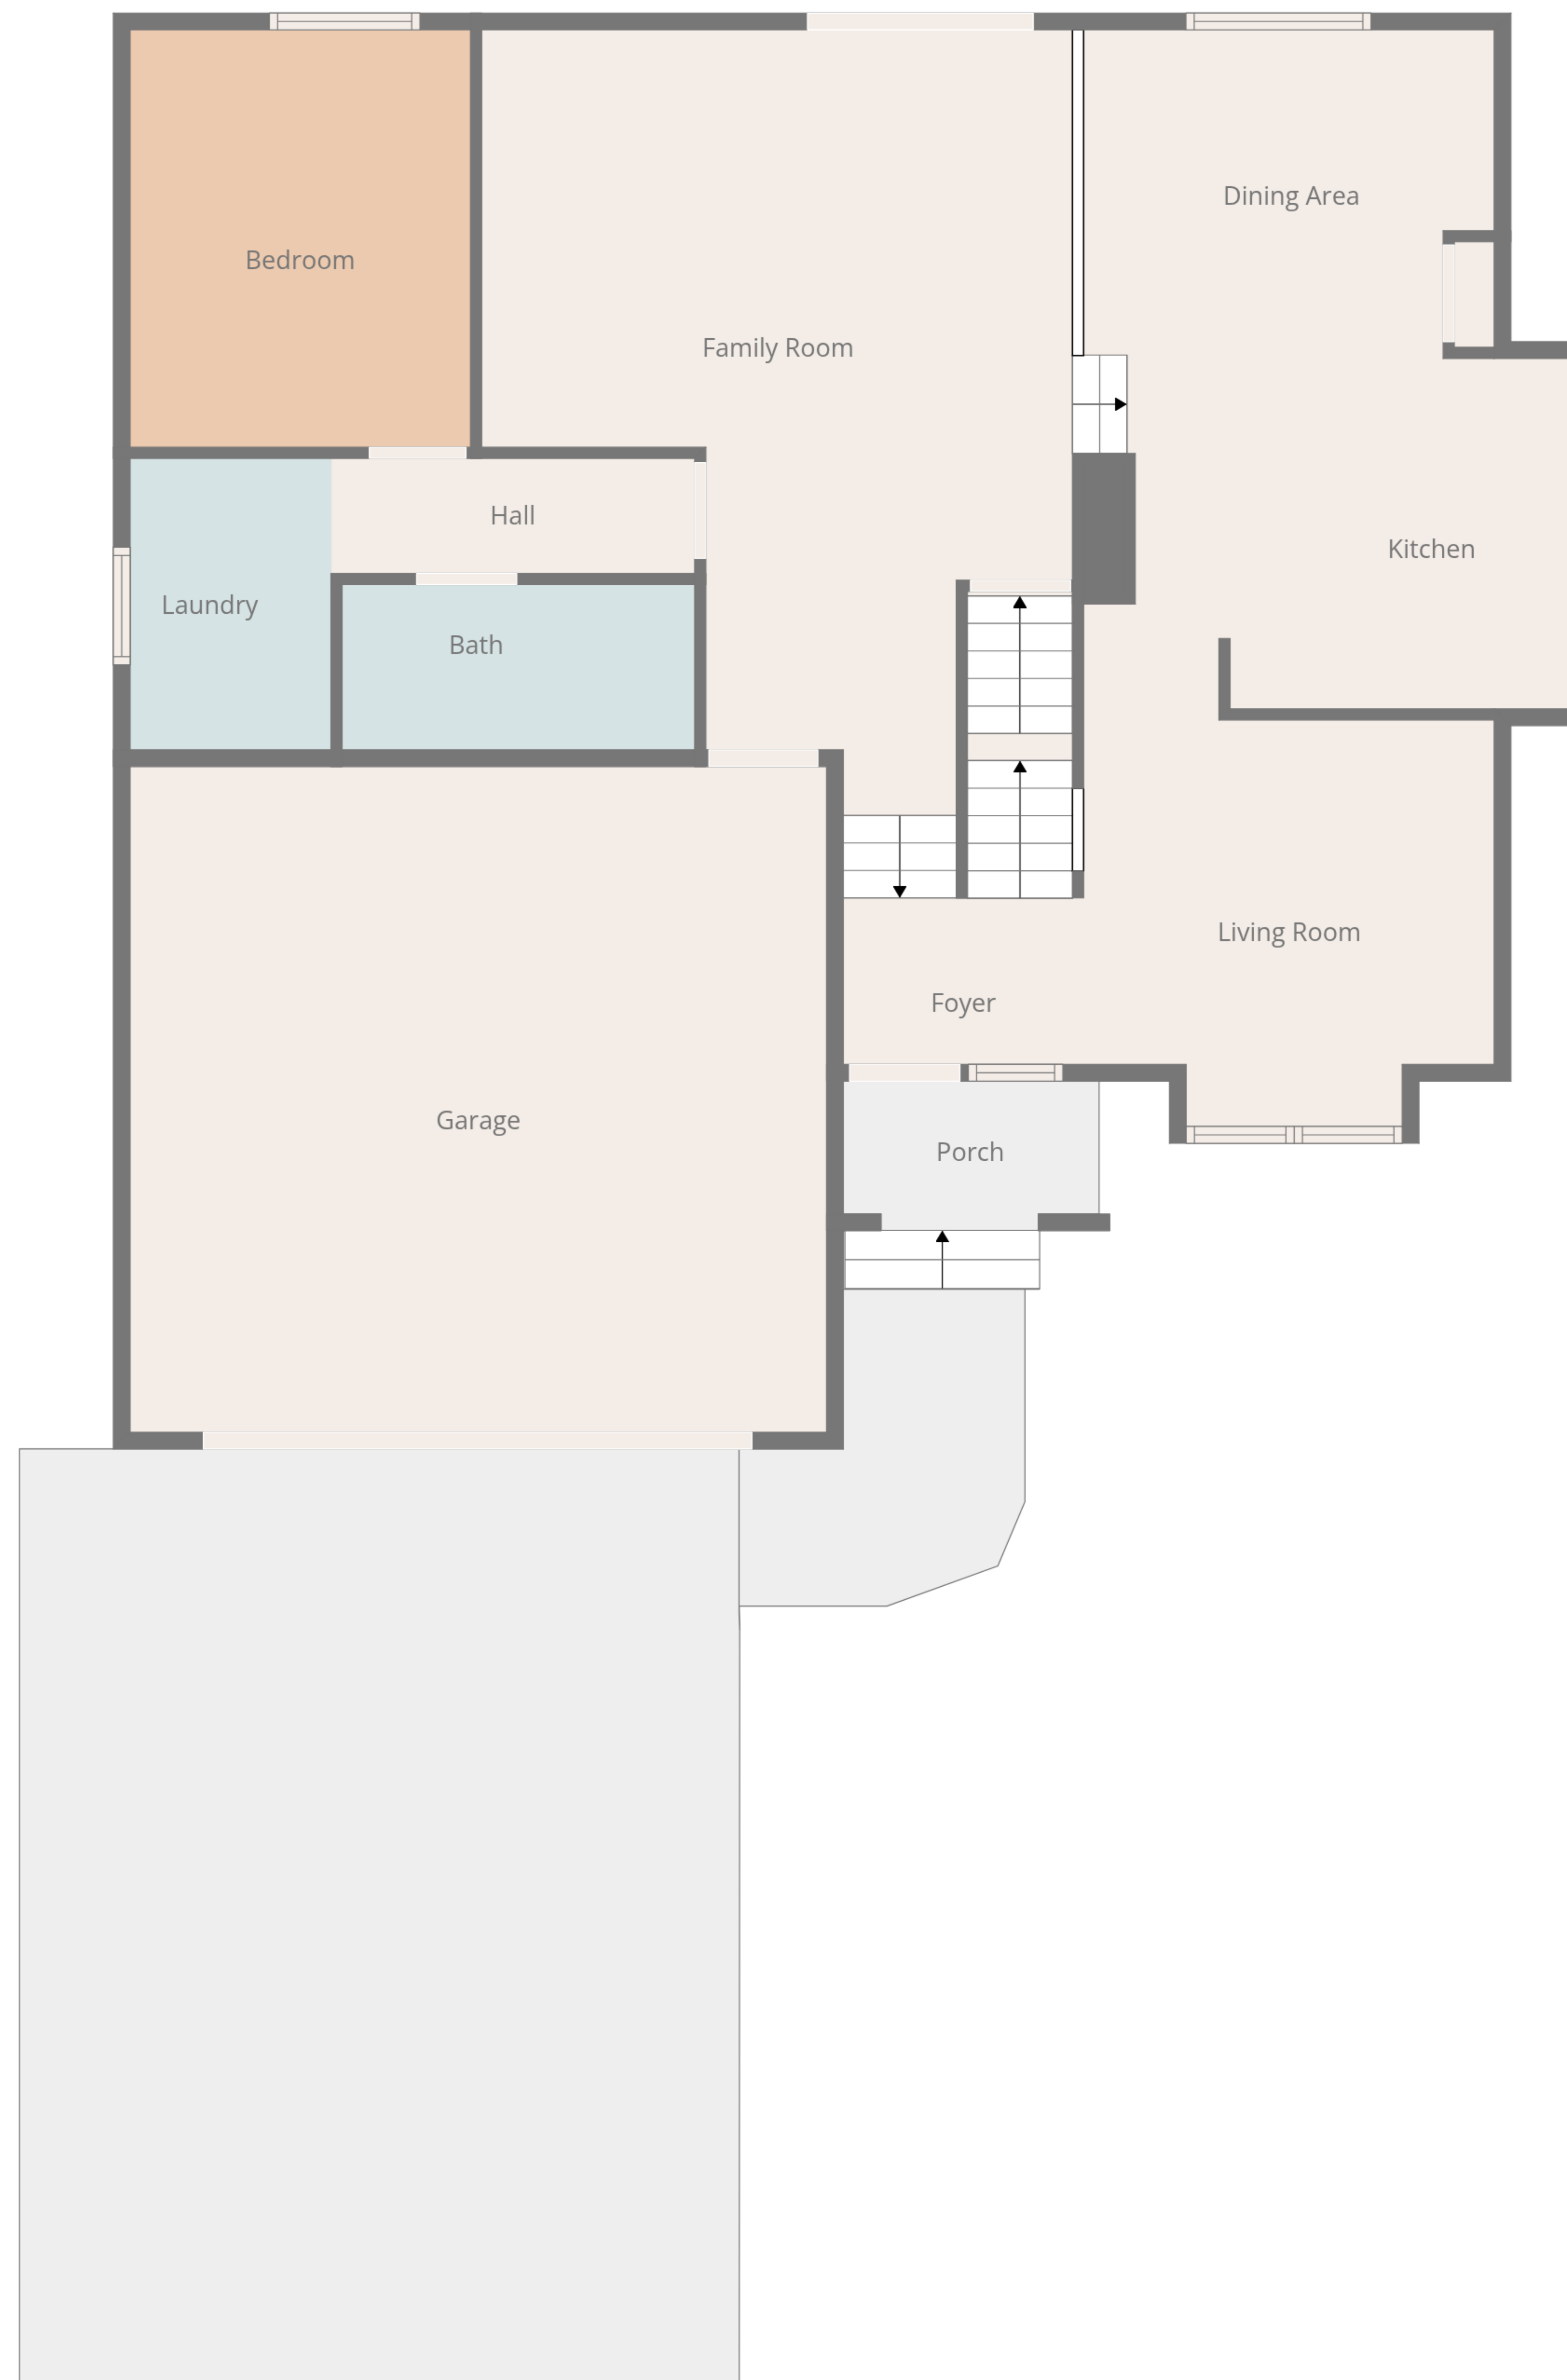 Dining Area
Bedroom
Family Room
Hall
Kitchen
Laundry
Bath
Living Room
Foyer
Garage
Porch